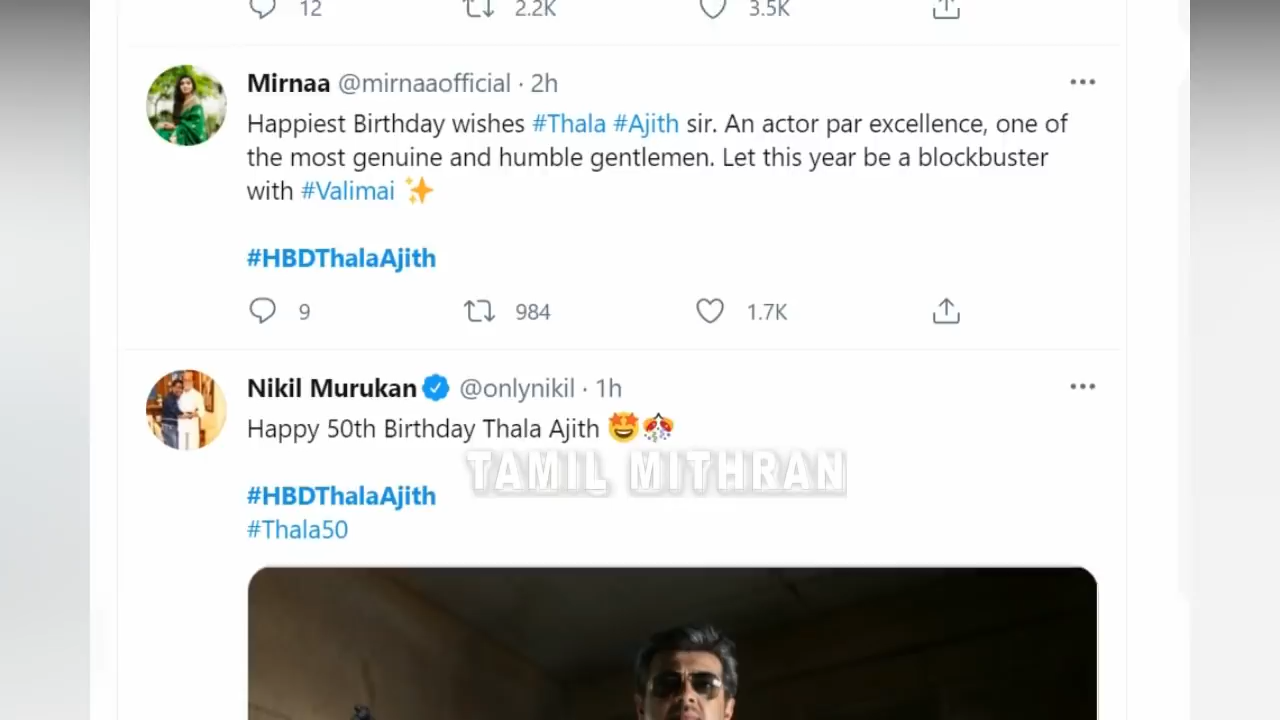 12 2.2K 3.5K
Mirnaa @mirnaaofficial · 2h
Happiest Birthday wishes #Thala #Ajith sir. An actor par excellence, one of
the most genuine and humble gentlemen. Let this year be a blockbuster
with #Valimai ✨
#HBDThalaAjith
9 984 1.7K
Nikil Murukan @onlynikil · 1h
Happy 50th Birthday Thala Ajith 🤩🎊
TAMIL MITHRAN
#HBDThalaAjith
#Thala50